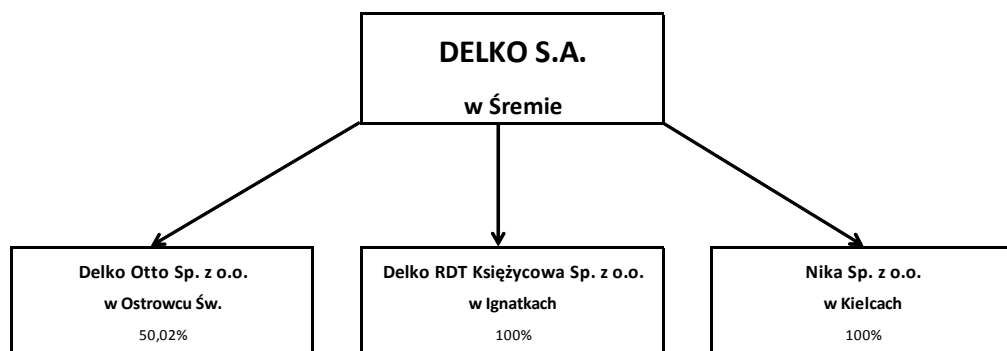 DELKO S.A.
w Śremie
Delko Otto Sp. z o.o.
w Ostrowcu Św.
50,02%
Delko RDT Księżycowa Sp. z o.o.
w Ignatkach
100%
Nika Sp. z o.o.
w Kielcach
100%